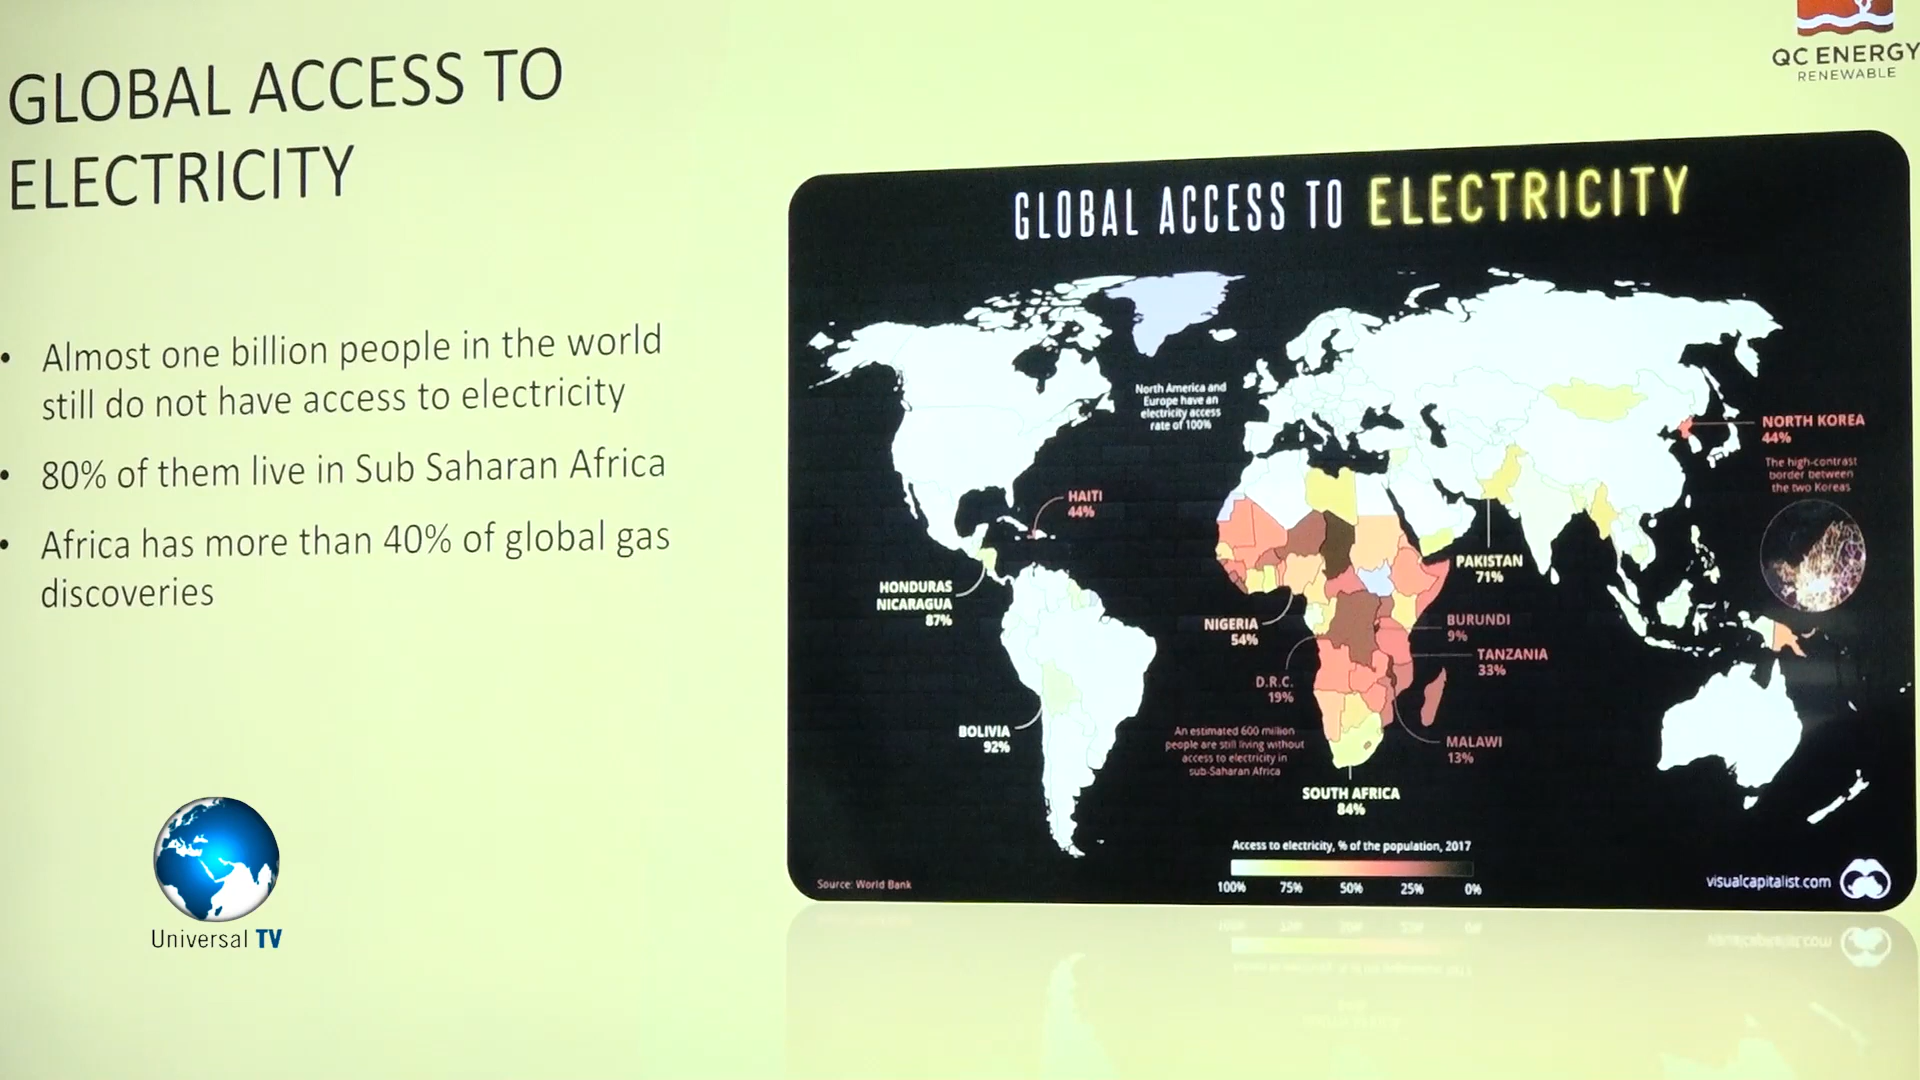 GLOBAL ACCESS TO
ELECTRICITY
• Almost one billion people in the world
still do not have access to electricity
• 80% of them live in Sub Saharan Africa
• Africa has more than 40% of global gas
discoveries
Universal TV
QC ENERGY
RENEWABLE
GLOBAL ACCESS TO ELECTRICITY
North America and
Europe have an
electricity access
rate of 100%
NORTH KOREA
44%
The high-contrast
border between
the two Koreas
HAITI
44%
HONDURAS
NICARAGUA
87%
PAKISTAN
71%
NIGERIA
54%
BURUNDI
9%
TANZANIA
33%
D.R.C.
19%
BOLIVIA
92%
An estimated 600 million
people are still living without
access to electricity in
sub-Saharan Africa
MALAWI
13%
SOUTH AFRICA
84%
Access to electricity, % of the population, 2017
100% 75% 50% 25% 0%
Source: World Bank
visualcapitalist.com